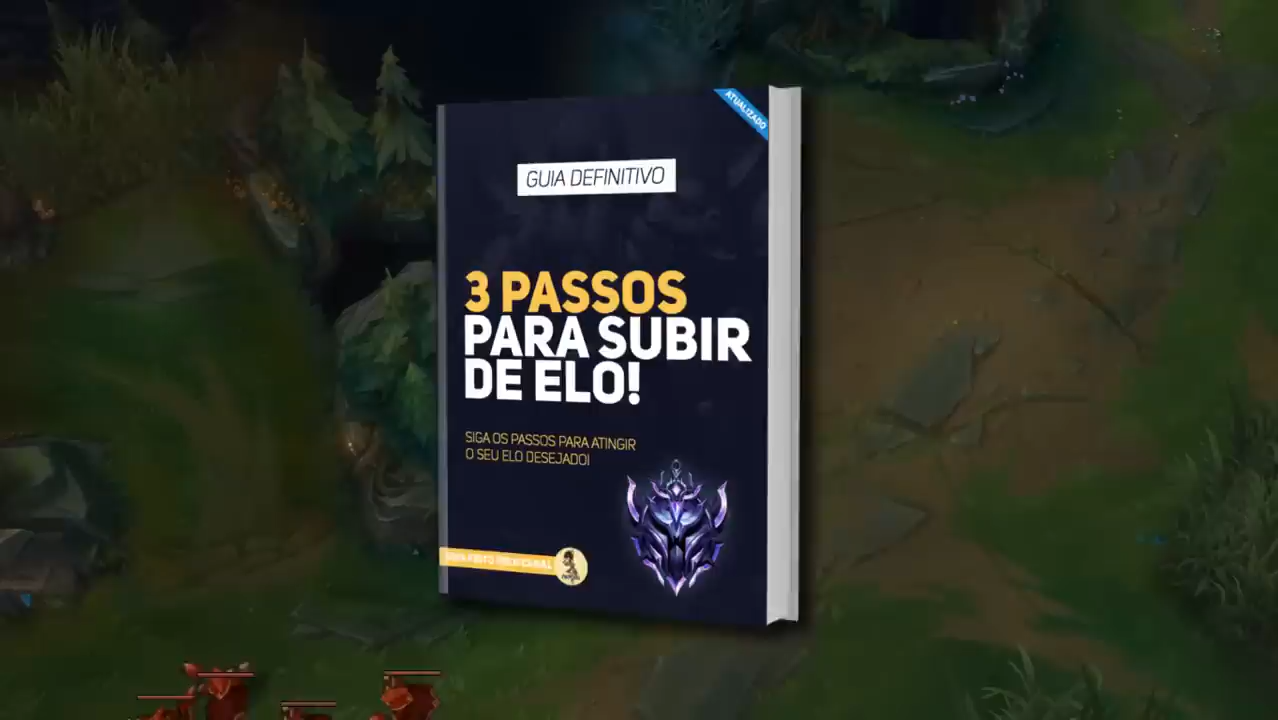 ATUALIZADO
GUIA DEFINITIVO
3 PASSOS
PARA SUBIR
DE ELO!
SIGA OS PASSOS PARA ATINGIR
O SEU ELO DESEJADO!